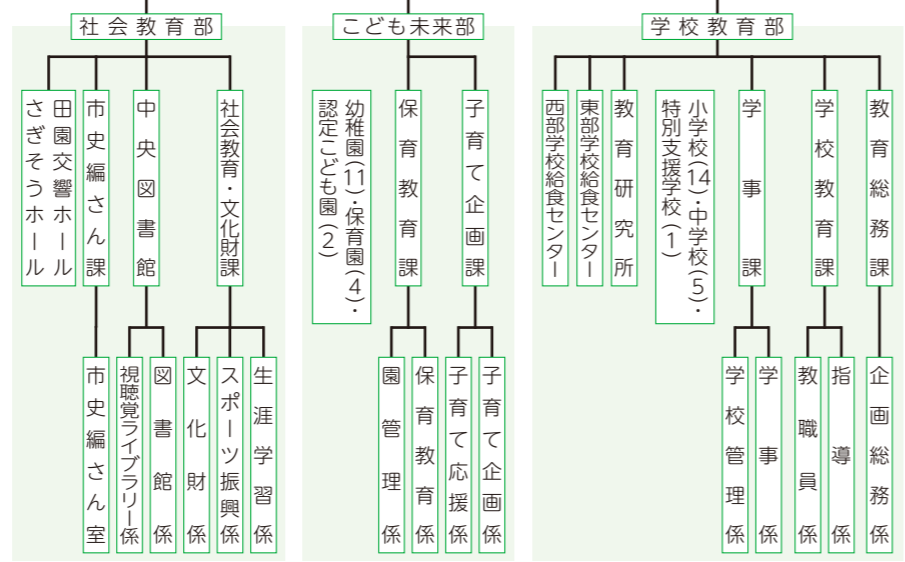 学校教育部
教育総務課
学校教育課
学事課
小学校(14)・中学校(5)・
特別支援学校(1)
教育研究所
東部学校給食センター
西部学校給食センター
企画総務係
指導係
教職員係
学事係
学校管理係
こども未来部
子育て企画課
保育教育課
幼稚園(11)・保育園(4)・
認定こども園(2)
子育て企画係
子育て応援係
保育教育係
園管理係
社会教育部
社会教育・文化財課
中央図書館
市史編さん課
田園交響ホール
さぎそうホール
生涯学習係
スポーツ振興係
文化財係
図書館係
視聴覚ライブラリー係
市史編さん室